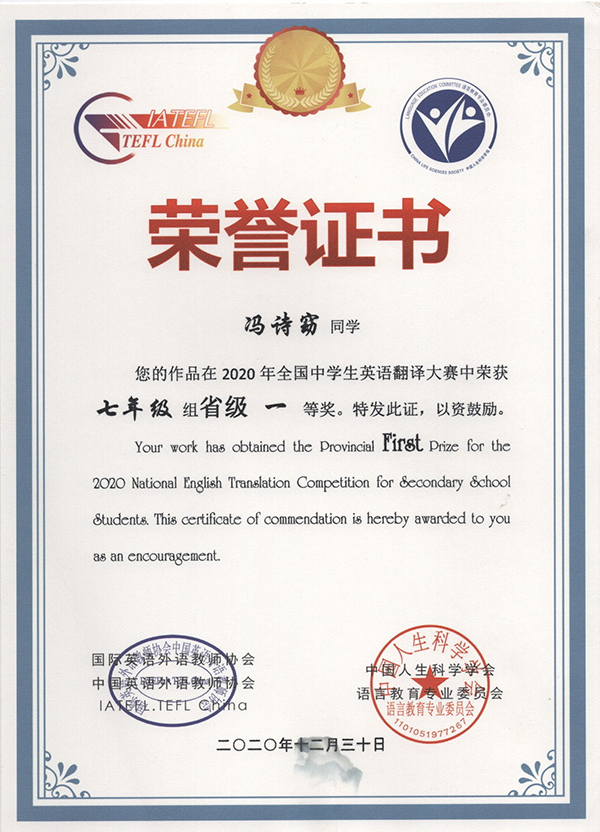 IATEFL
TEFL China
LANGUAGE EDUCATION COMMITTEE 语言教育专业委员会
CHINA LIFE SCIENCES SOCIETY 中国人生科学学会
荣誉证书
冯诗窈 同学
您的作品在 2020 年全国中学生英语翻译大赛中荣获
七年级 组省级 一 等奖。特发此证，以资鼓励。
Your work has obtained the Provincial First Prize for the
2020 National English Translation Competition for Secondary School
Students. This certificate of commendation is hereby awarded to you
as an encouragement.
国际英语外语教师协会
中国英语外语教师协会
IATEFL.TEFL China
中国人生科学学会
语言教育专业委员会
中国人生科学学会
语言教育专业委员会
1101051977267
二〇二〇年十二月三十日